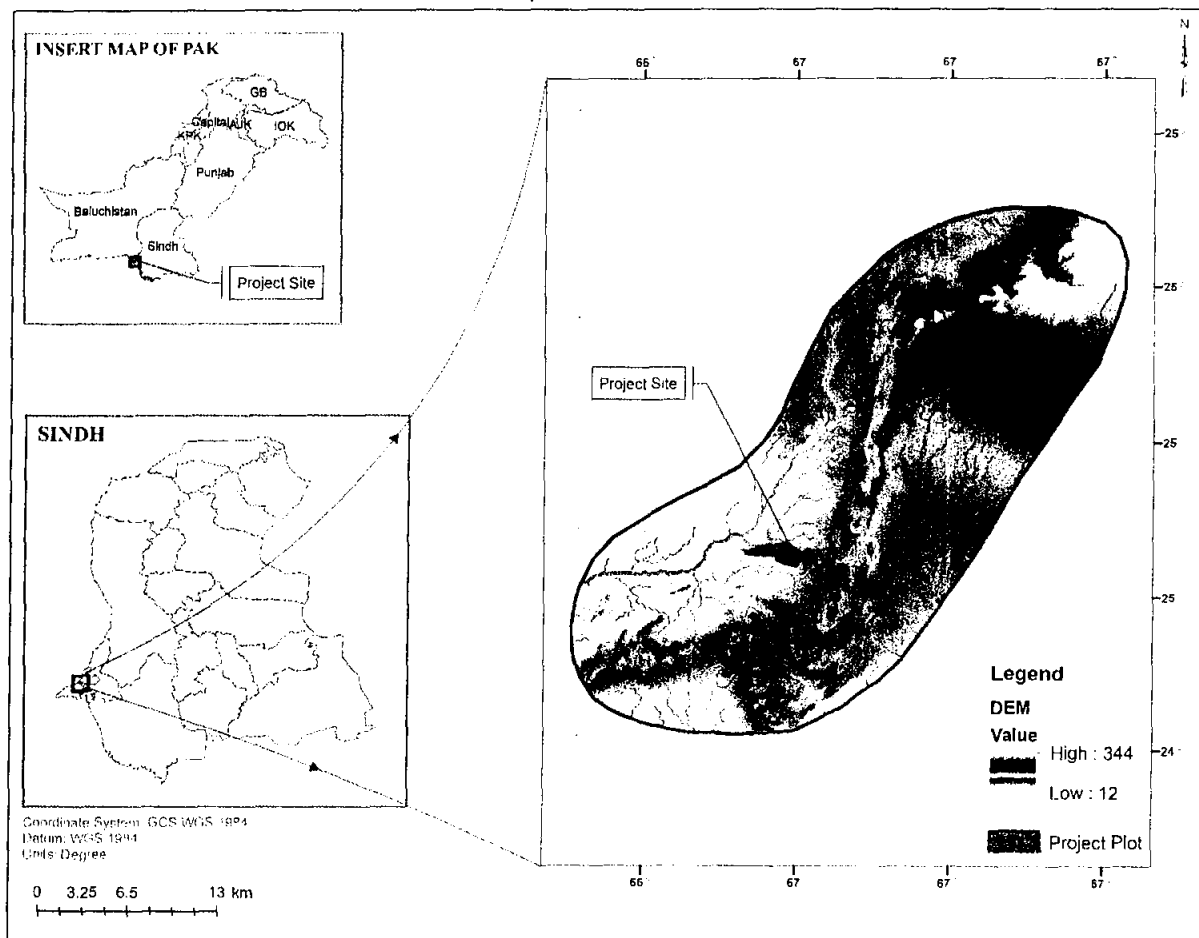 INSERT MAP OF PAK
GB
Capital
AJK
IOK
KPK
Punjab
Baluchistan
Sindh
Project Site
SINDH
Coordinate System: GCS WGS 1984
Datum: WGS 1984
Units: Degree
0 3.25 6.5 13 km
N
66 67 67 67
25
25
25
25
24
Project Site
Legend
DEM
Value
High : 344
Low : 12
Project Plot
66 67 67 67